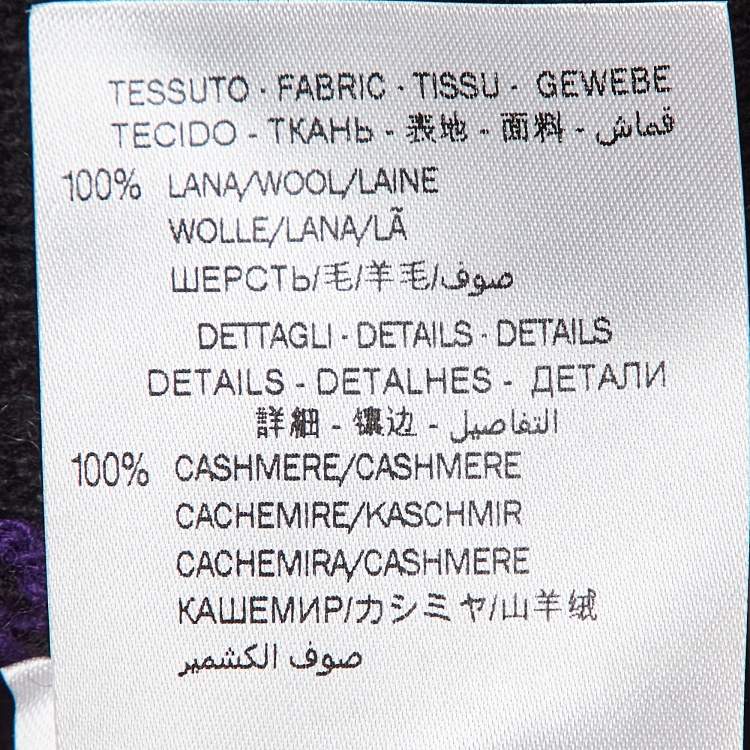 TESSUTO · FABRIC · TISSU · GEWEBE
TECIDO - ТКАНЬ - 表地 - 面料 - قماش
100% LANA/WOOL/LAINE
WOLLE/LANA/LÃ
ШЕРСТЬ/毛/羊毛/صوف
DETTAGLI · DETAILS · DETAILS
DETAILS - DETALHES - ДЕТАЛИ
詳細 - 镶边 - التفاصيل
100% CASHMERE/CASHMERE
CACHEMIRE/KASCHMIR
CACHEMIRA/CASHMERE
КАШЕМИР/カシミヤ/山羊绒
صوف الكشمير